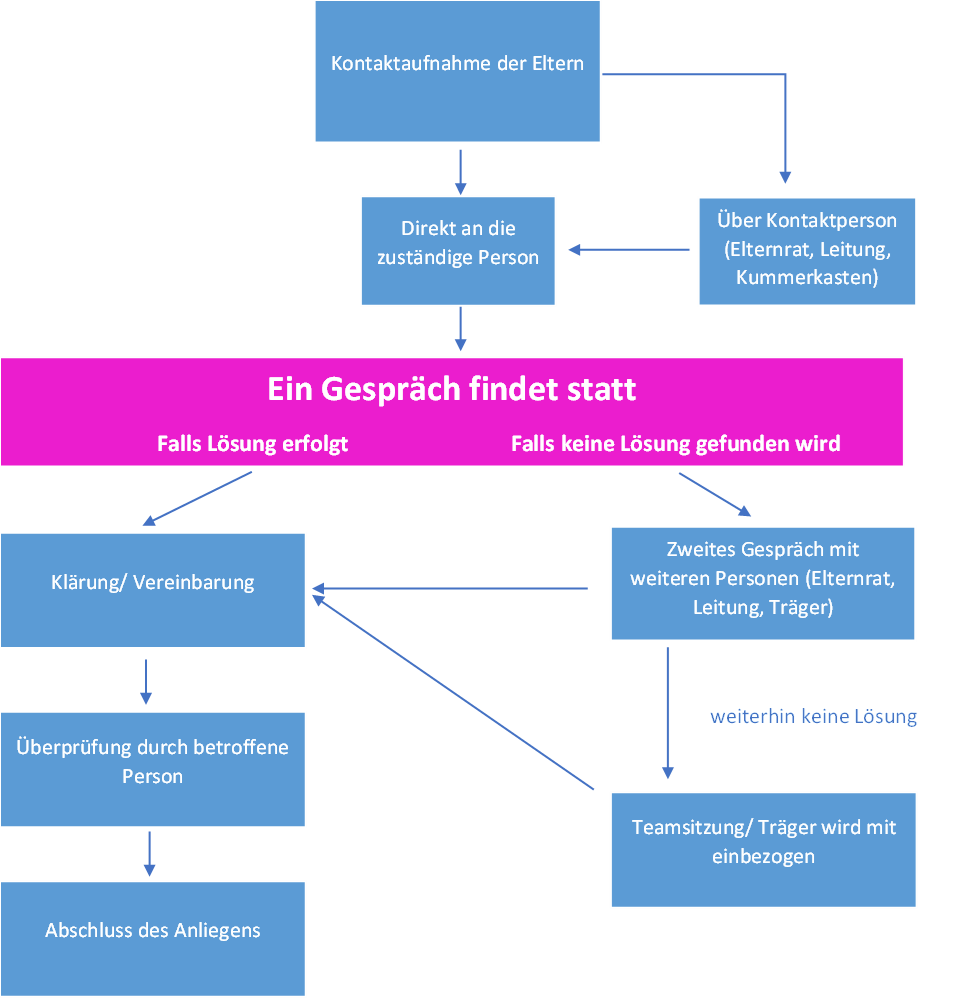 Kontaktaufnahme der Eltern
Direkt an die
zuständige Person
Über Kontaktperson
(Elternrat, Leitung,
Kummerkasten)
Ein Gespräch findet statt
Falls Lösung erfolgt
Falls keine Lösung gefunden wird
Klärung/ Vereinbarung
Zweites Gespräch mit
weiteren Personen (Elternrat,
Leitung, Träger)
weiterhin keine Lösung
Überprüfung durch betroffene
Person
Teamsitzung/ Träger wird mit
einbezogen
Abschluss des Anliegens